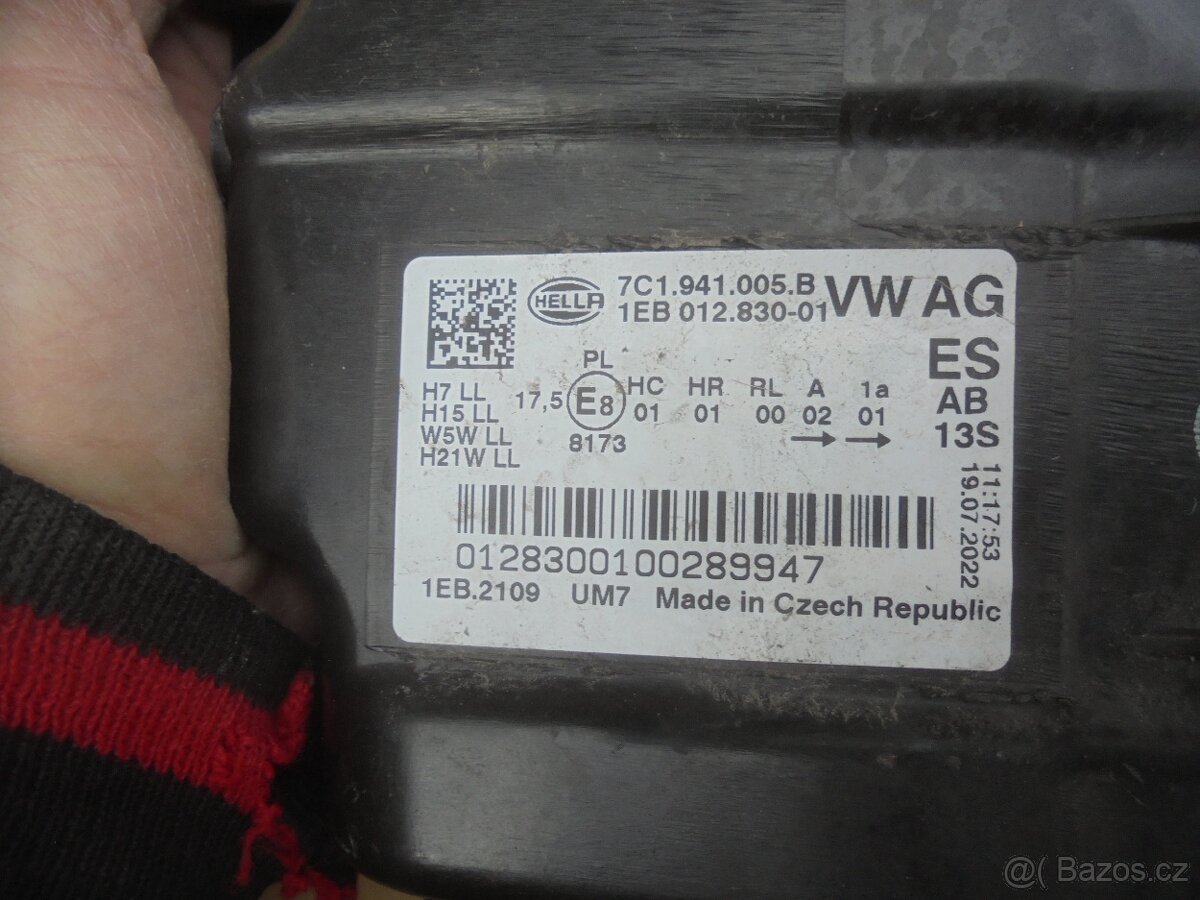 HELLA
7C1.941.005.B
1EB 012.830-01
VW AG
ES
AB
13S
PL
H7 LL
H15 LL
W5W LL
H21W LL
17,5 E8 HC HR RL A 1a
01 01 00 02 01
8173
→ →
11:17:53
19.07.2022
0128300100289947
1EB.2109 UM7 Made in Czech Republic
@( Bazos.cz